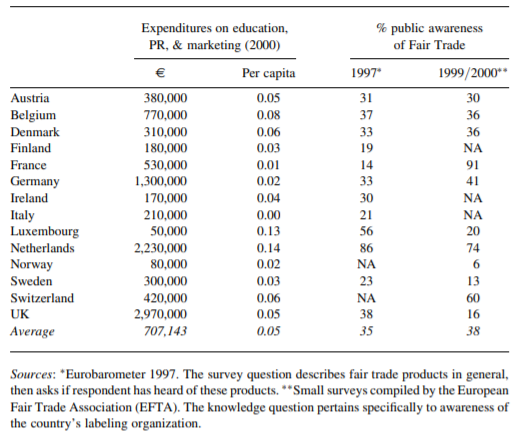 Expenditures on education, % public awareness
PR, & marketing (2000) of Fair Trade
€ Per capita 1997* 1999/2000**
Austria 380,000 0.05 31 30
Belgium 770,000 0.08 37 36
Denmark 310,000 0.06 33 36
Finland 180,000 0.03 19 NA
France 530,000 0.01 14 91
Germany 1,300,000 0.02 33 41
Ireland 170,000 0.04 30 NA
Italy 210,000 0.00 21 NA
Luxembourg 50,000 0.13 56 20
Netherlands 2,230,000 0.14 86 74
Norway 80,000 0.02 NA 6
Sweden 300,000 0.03 23 13
Switzerland 420,000 0.06 NA 60
UK 2,970,000 0.05 38 16
Average 707,143 0.05 35 38
Sources: *Eurobarometer 1997. The survey question describes fair trade products in general,
then asks if respondent has heard of these products. **Small surveys compiled by the European
Fair Trade Association (EFTA). The knowledge question pertains specifically to awareness of
the country's labeling organization.